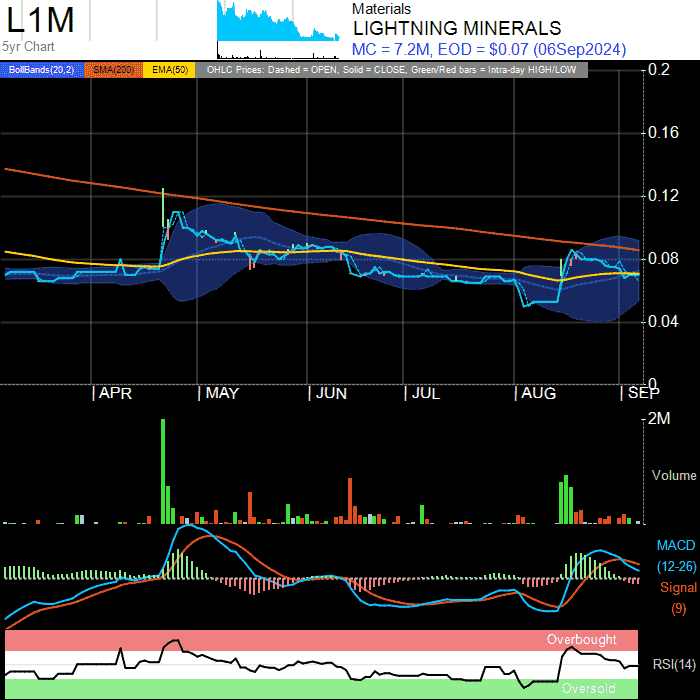 L1M
5yr Chart
Materials
LIGHTNING MINERALS
MC = 7.2M, EOD = $0.07 (06Sep2024)
BollBands(20,2) SMA(200) EMA(50) OHLC Prices: Dashed = OPEN, Solid = CLOSE, Green/Red bars = Intra-day HIGH/LOW
0.2
0.16
0.12
0.08
0.04
0
| APR | MAY | JUN | JUL | AUG | SEP
2M
Volume
MACD
(12-26)
Signal
(9)
Overbought
RSI(14)
Oversold